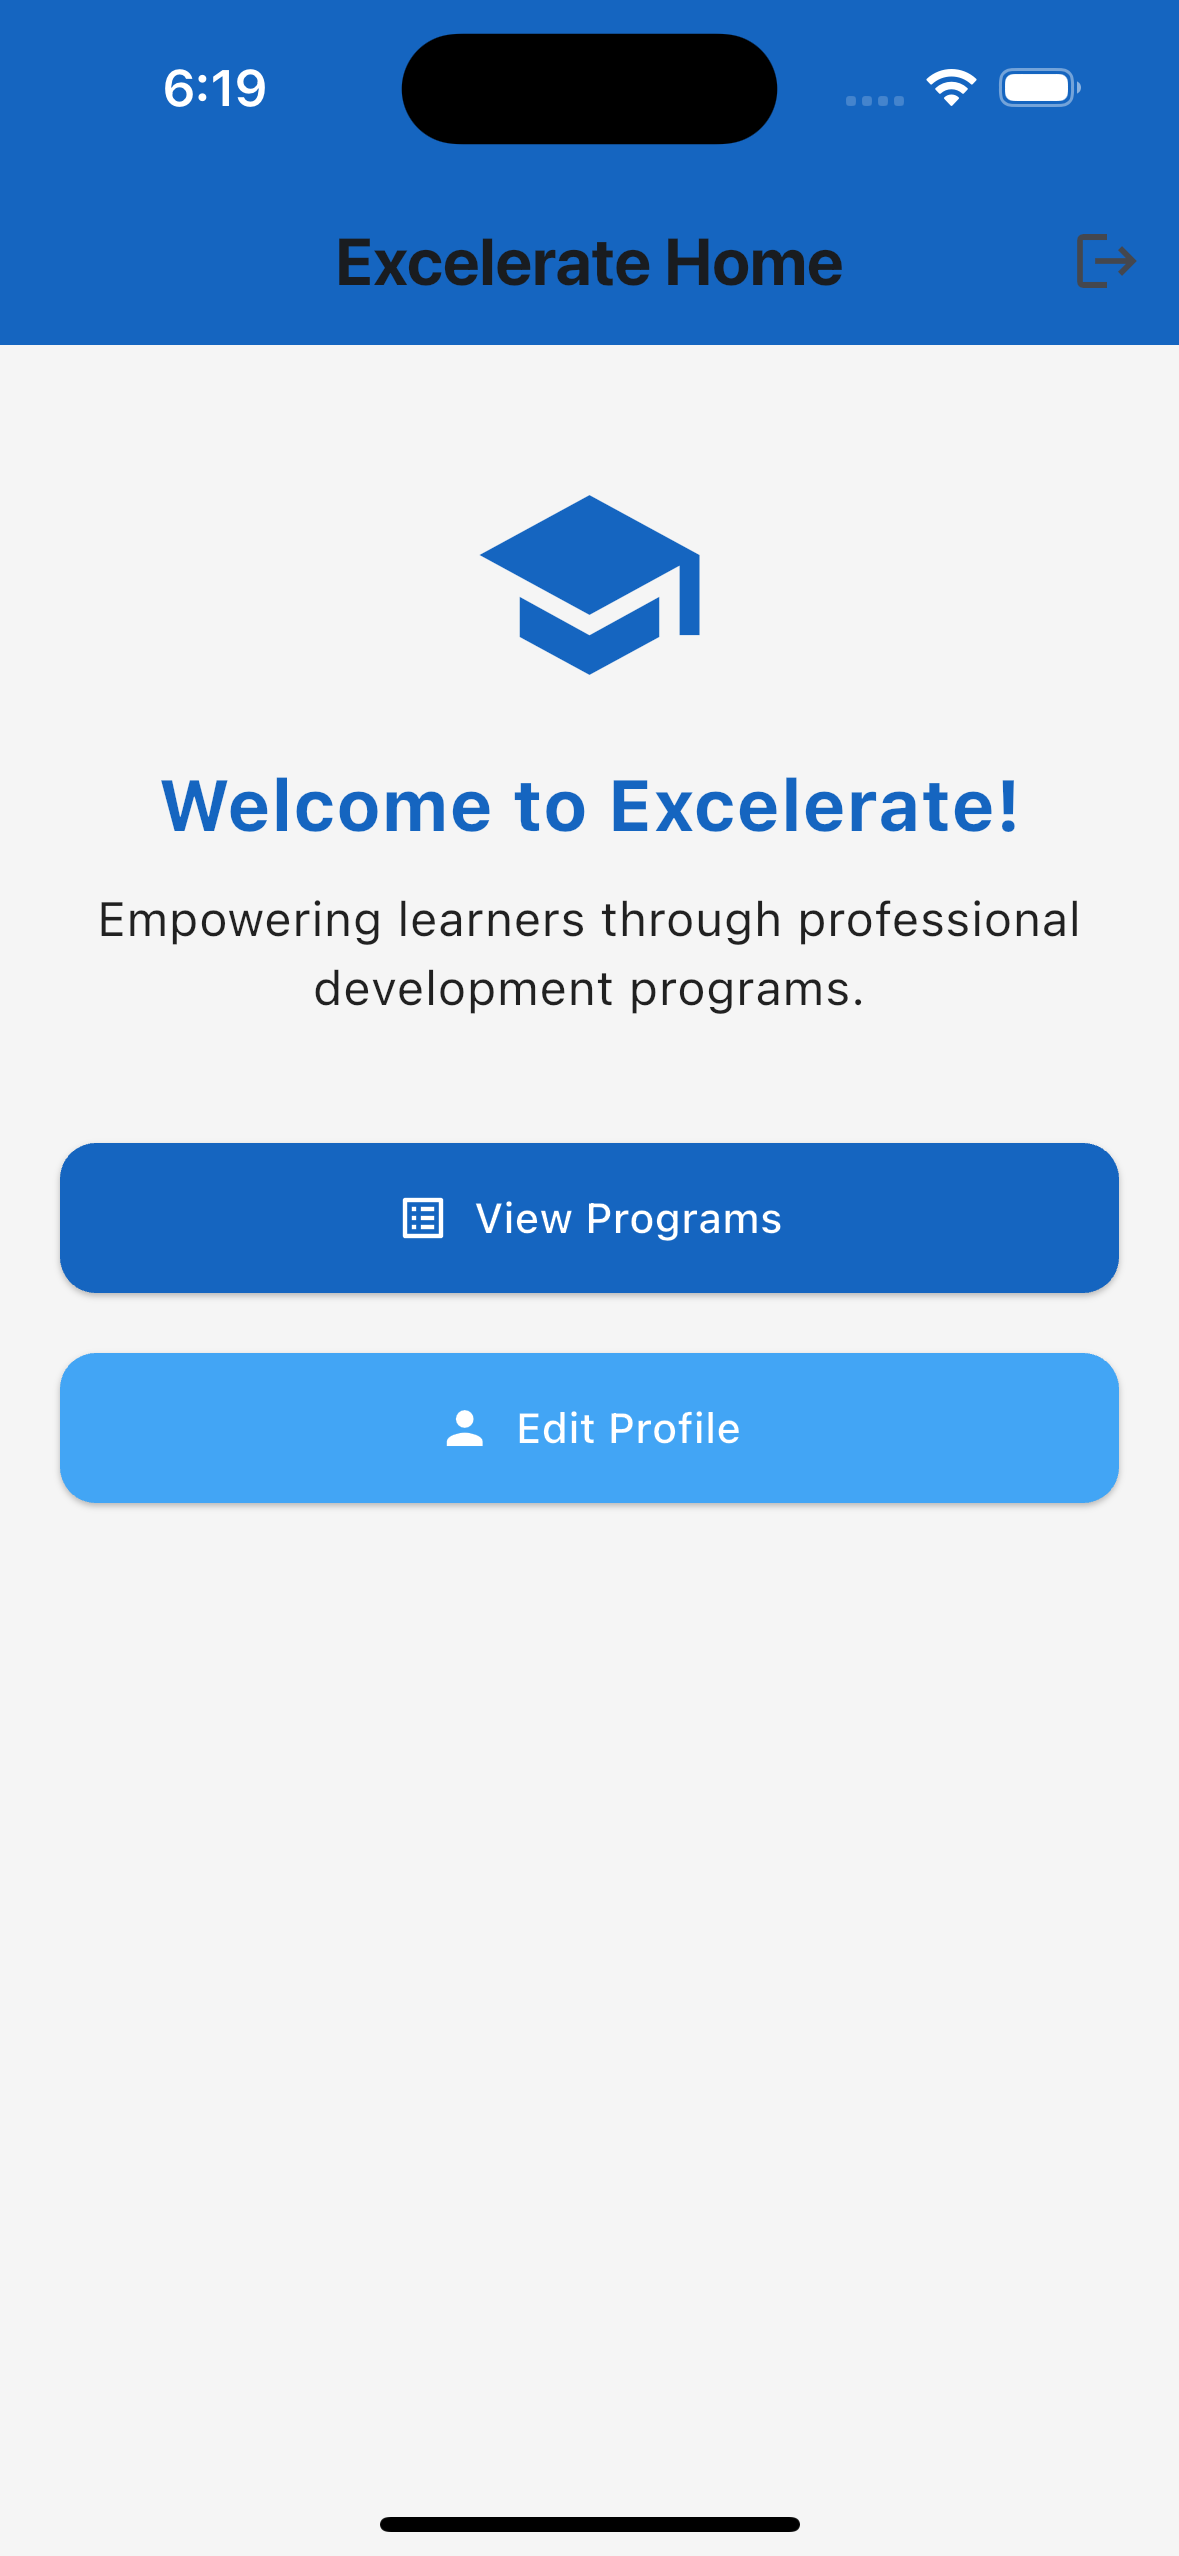 6:19
Excelerate Home
Welcome to Excelerate!
Empowering learners through professional
development programs.
View Programs
Edit Profile